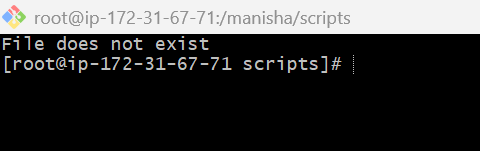 root@ip-172-31-67-71:/manisha/scripts
File does not exist
[root@ip-172-31-67-71 scripts]#